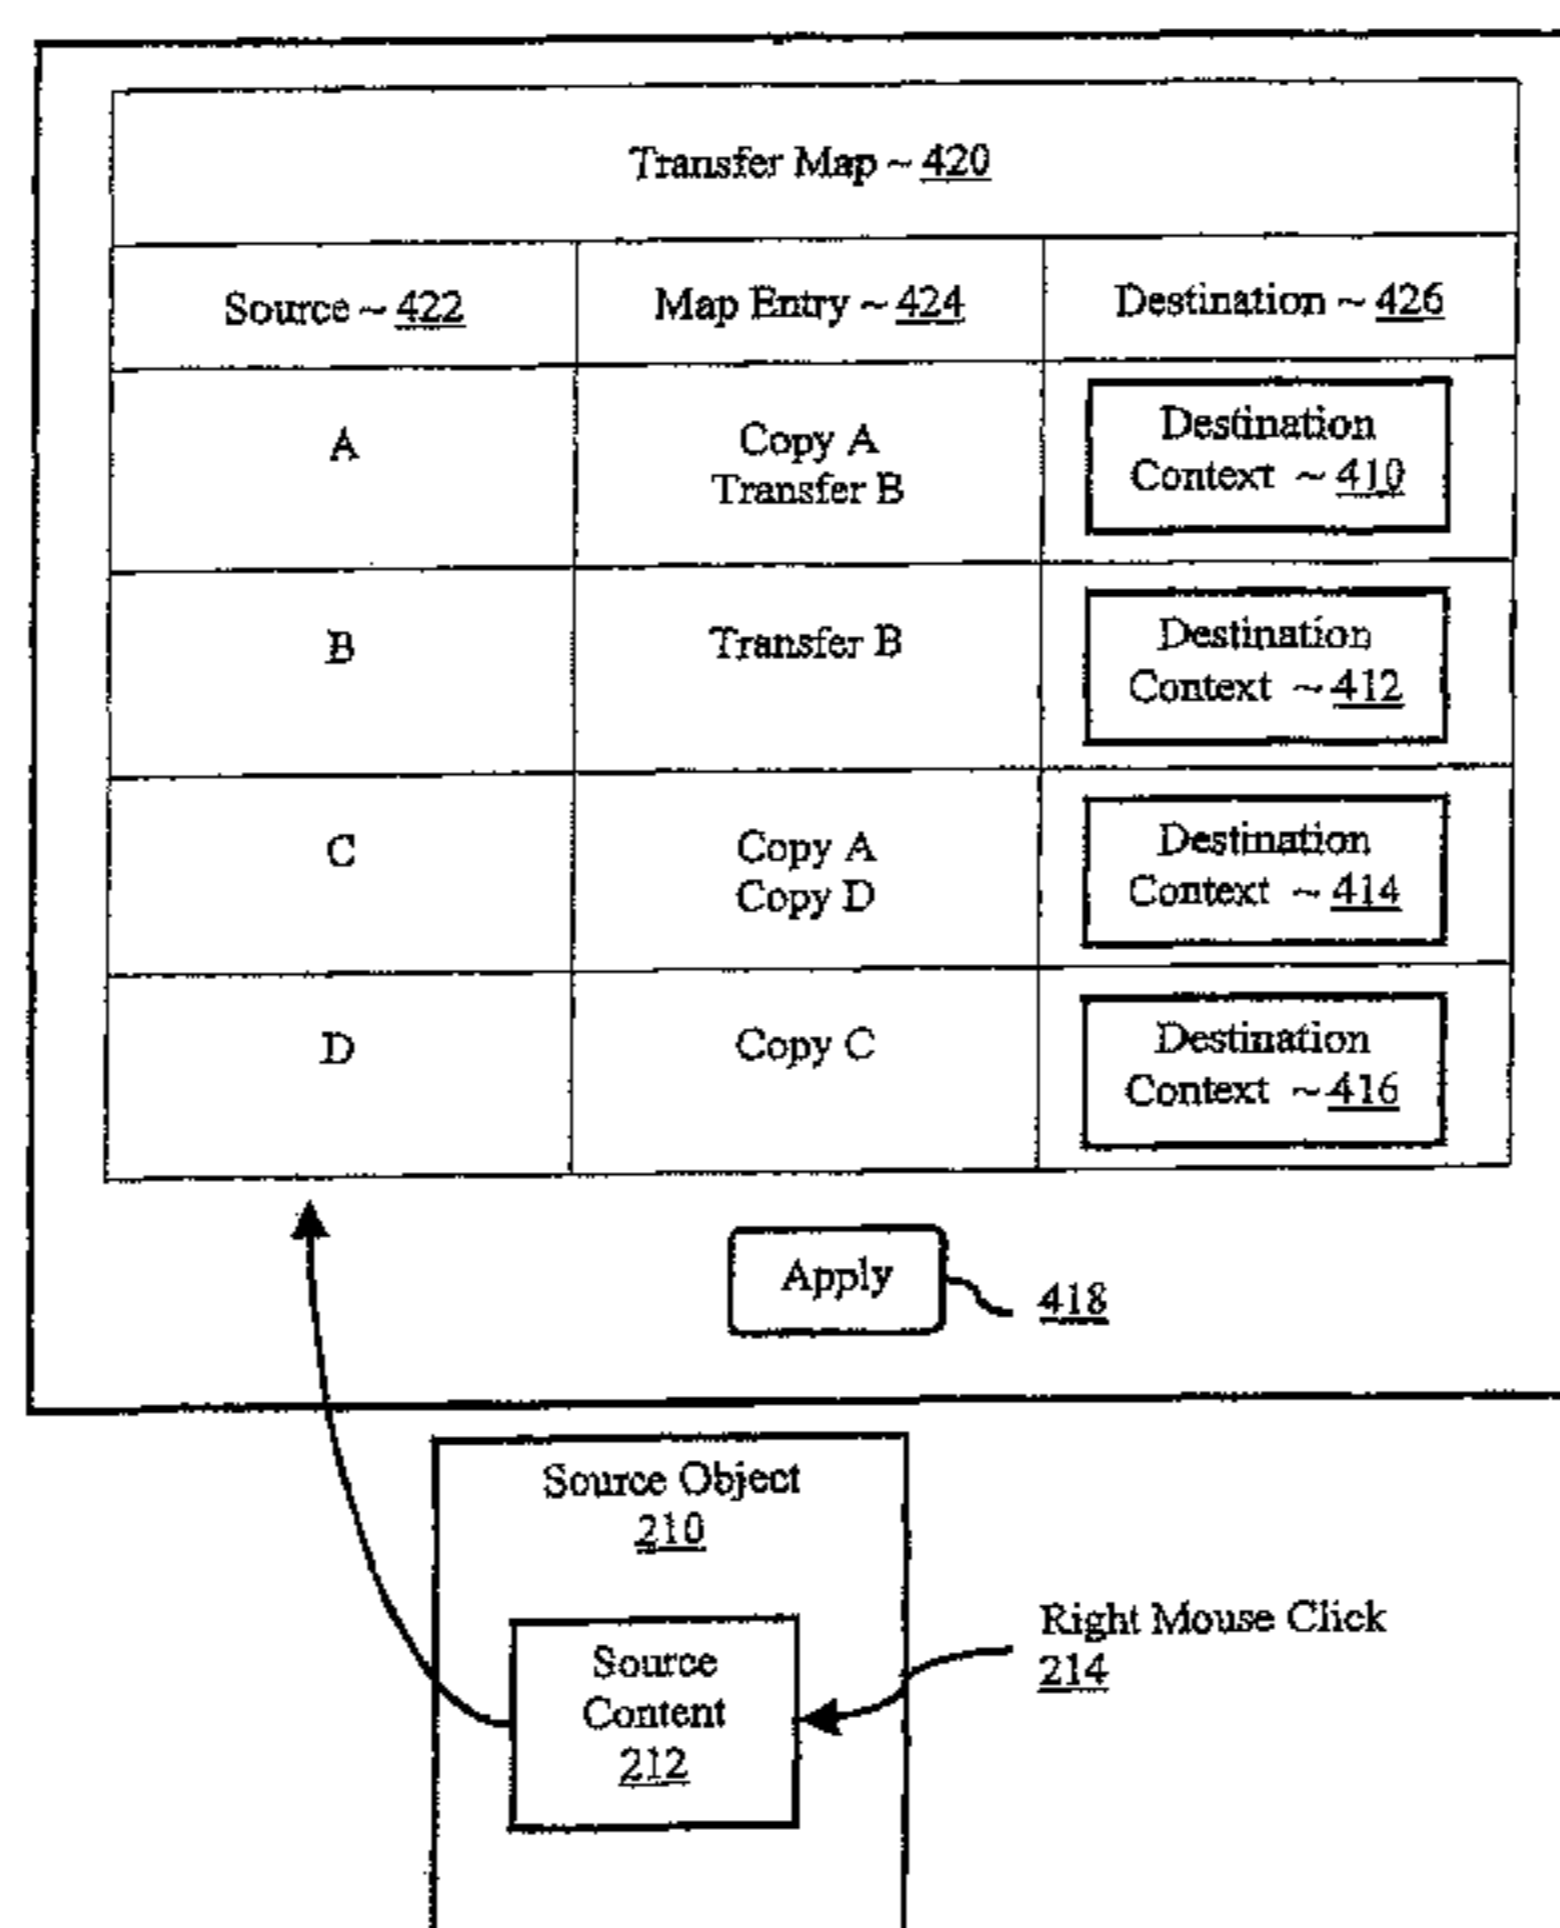 Transfer Map ~ 420
Source ~ 422 Map Entry ~ 424 Destination ~ 426
A
Copy A
Transfer B
Destination
Context ~ 410
B
Transfer B
Destination
Context ~ 412
C
Copy A
Copy D
Destination
Context ~ 414
D
Copy C
Destination
Context ~ 416
Apply
418
Source Object
210
Source
Content
212
Right Mouse Click
214